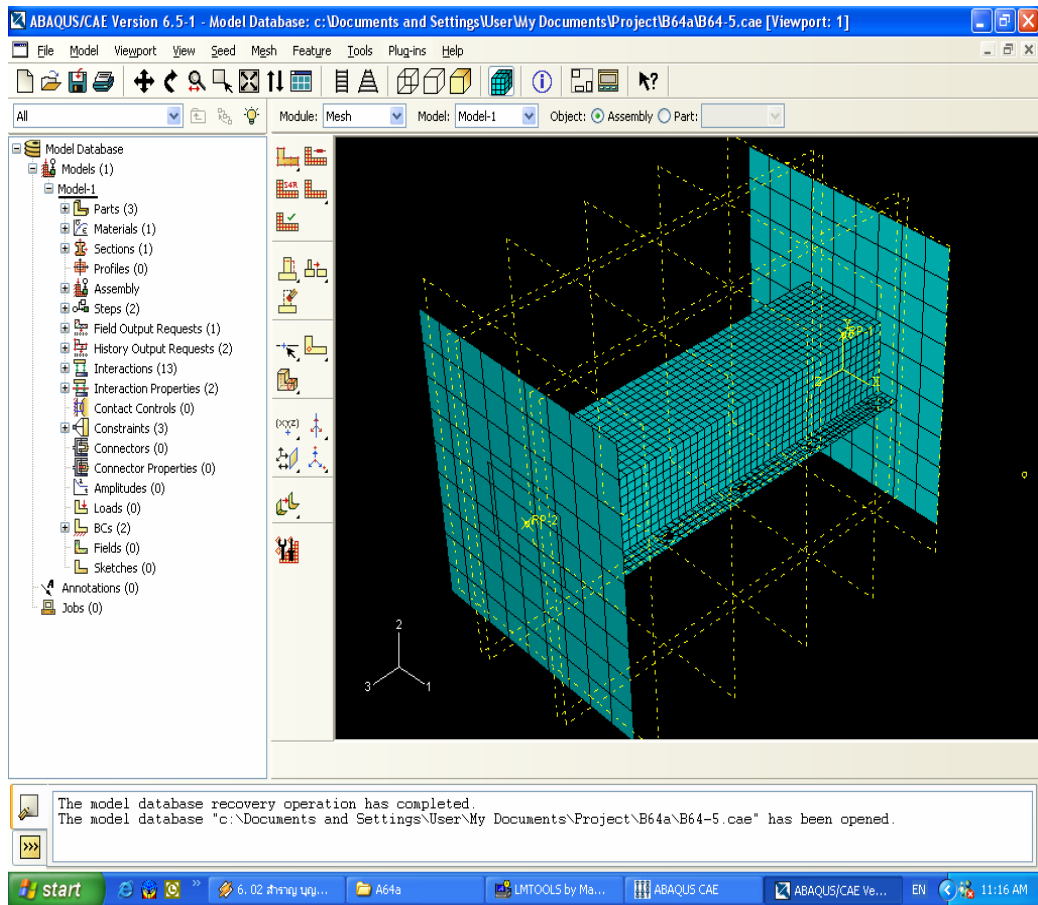 ABAQUS/CAE Version 6.5-1 - Model Database: c:\Documents and Settings\User\My Documents\Project\B64a\B64-5.cae [Viewport: 1]
File Model Viewport View Seed Mesh Feature Tools Plug-ins Help
All
Module: Mesh Model: Model-1 Object: Assembly Part:
Model Database
Models (1)
Model-1
Parts (3)
Materials (1)
Sections (1)
Profiles (0)
Assembly
Steps (2)
Field Output Requests (1)
History Output Requests (2)
Interactions (13)
Interaction Properties (2)
Contact Controls (0)
Constraints (3)
Connectors (0)
Connector Properties (0)
Amplitudes (0)
Loads (0)
BCs (2)
Fields (0)
Sketches (0)
Annotations (0)
Jobs (0)
S4R
(XYZ)
RP-1
Y
Z
X
RP-2
2
3
1
The model database recovery operation has completed.
The model database "c:\Documents and Settings\User\My Documents\Project\B64a\B64-5.cae" has been opened.
>>>
start
6. 02
A64a
LMTOOLS by Ma...
ABAQUS CAE
ABAQUS/CAE Ve...
EN
11:16 AM